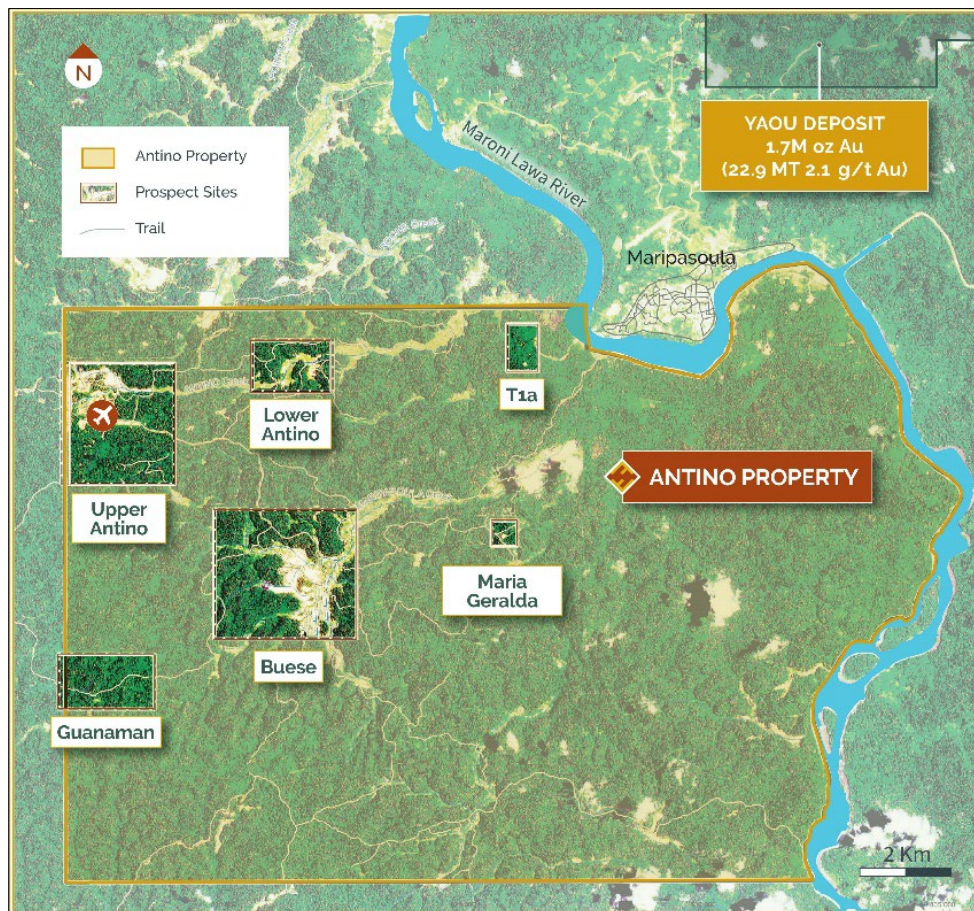 N
Antino Property
Prospect Sites
Trail
Maroni Lawa River
YAOU DEPOSIT
1.7M oz Au
(22.9 MT 2.1 g/t Au)
Maripasoula
T1a
Lower
Antino
Upper
Antino
ANTINO PROPERTY
Maria
Geralda
Buese
Guanaman
2 Km